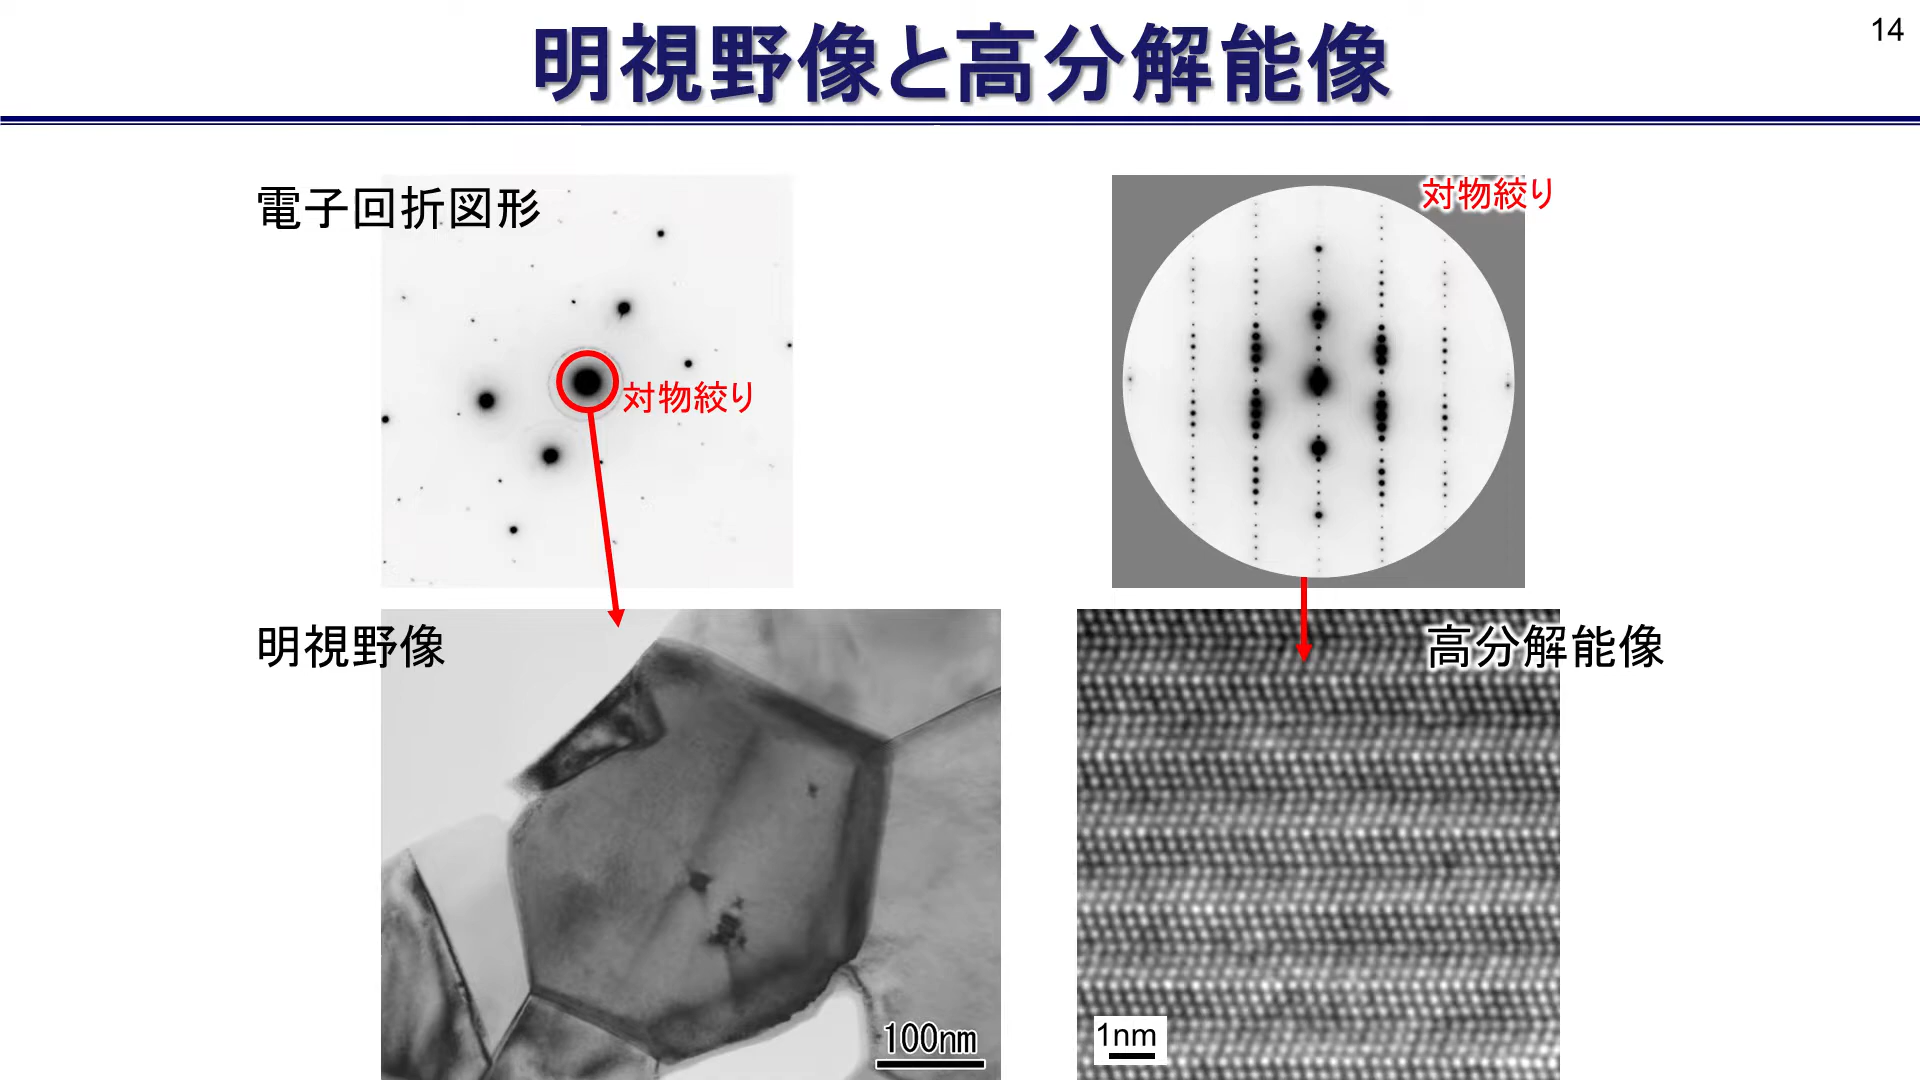 14
明視野像と高分解能像
電子回折図形
対物絞り
対物絞り
明視野像
高分解能像
100nm
1nm